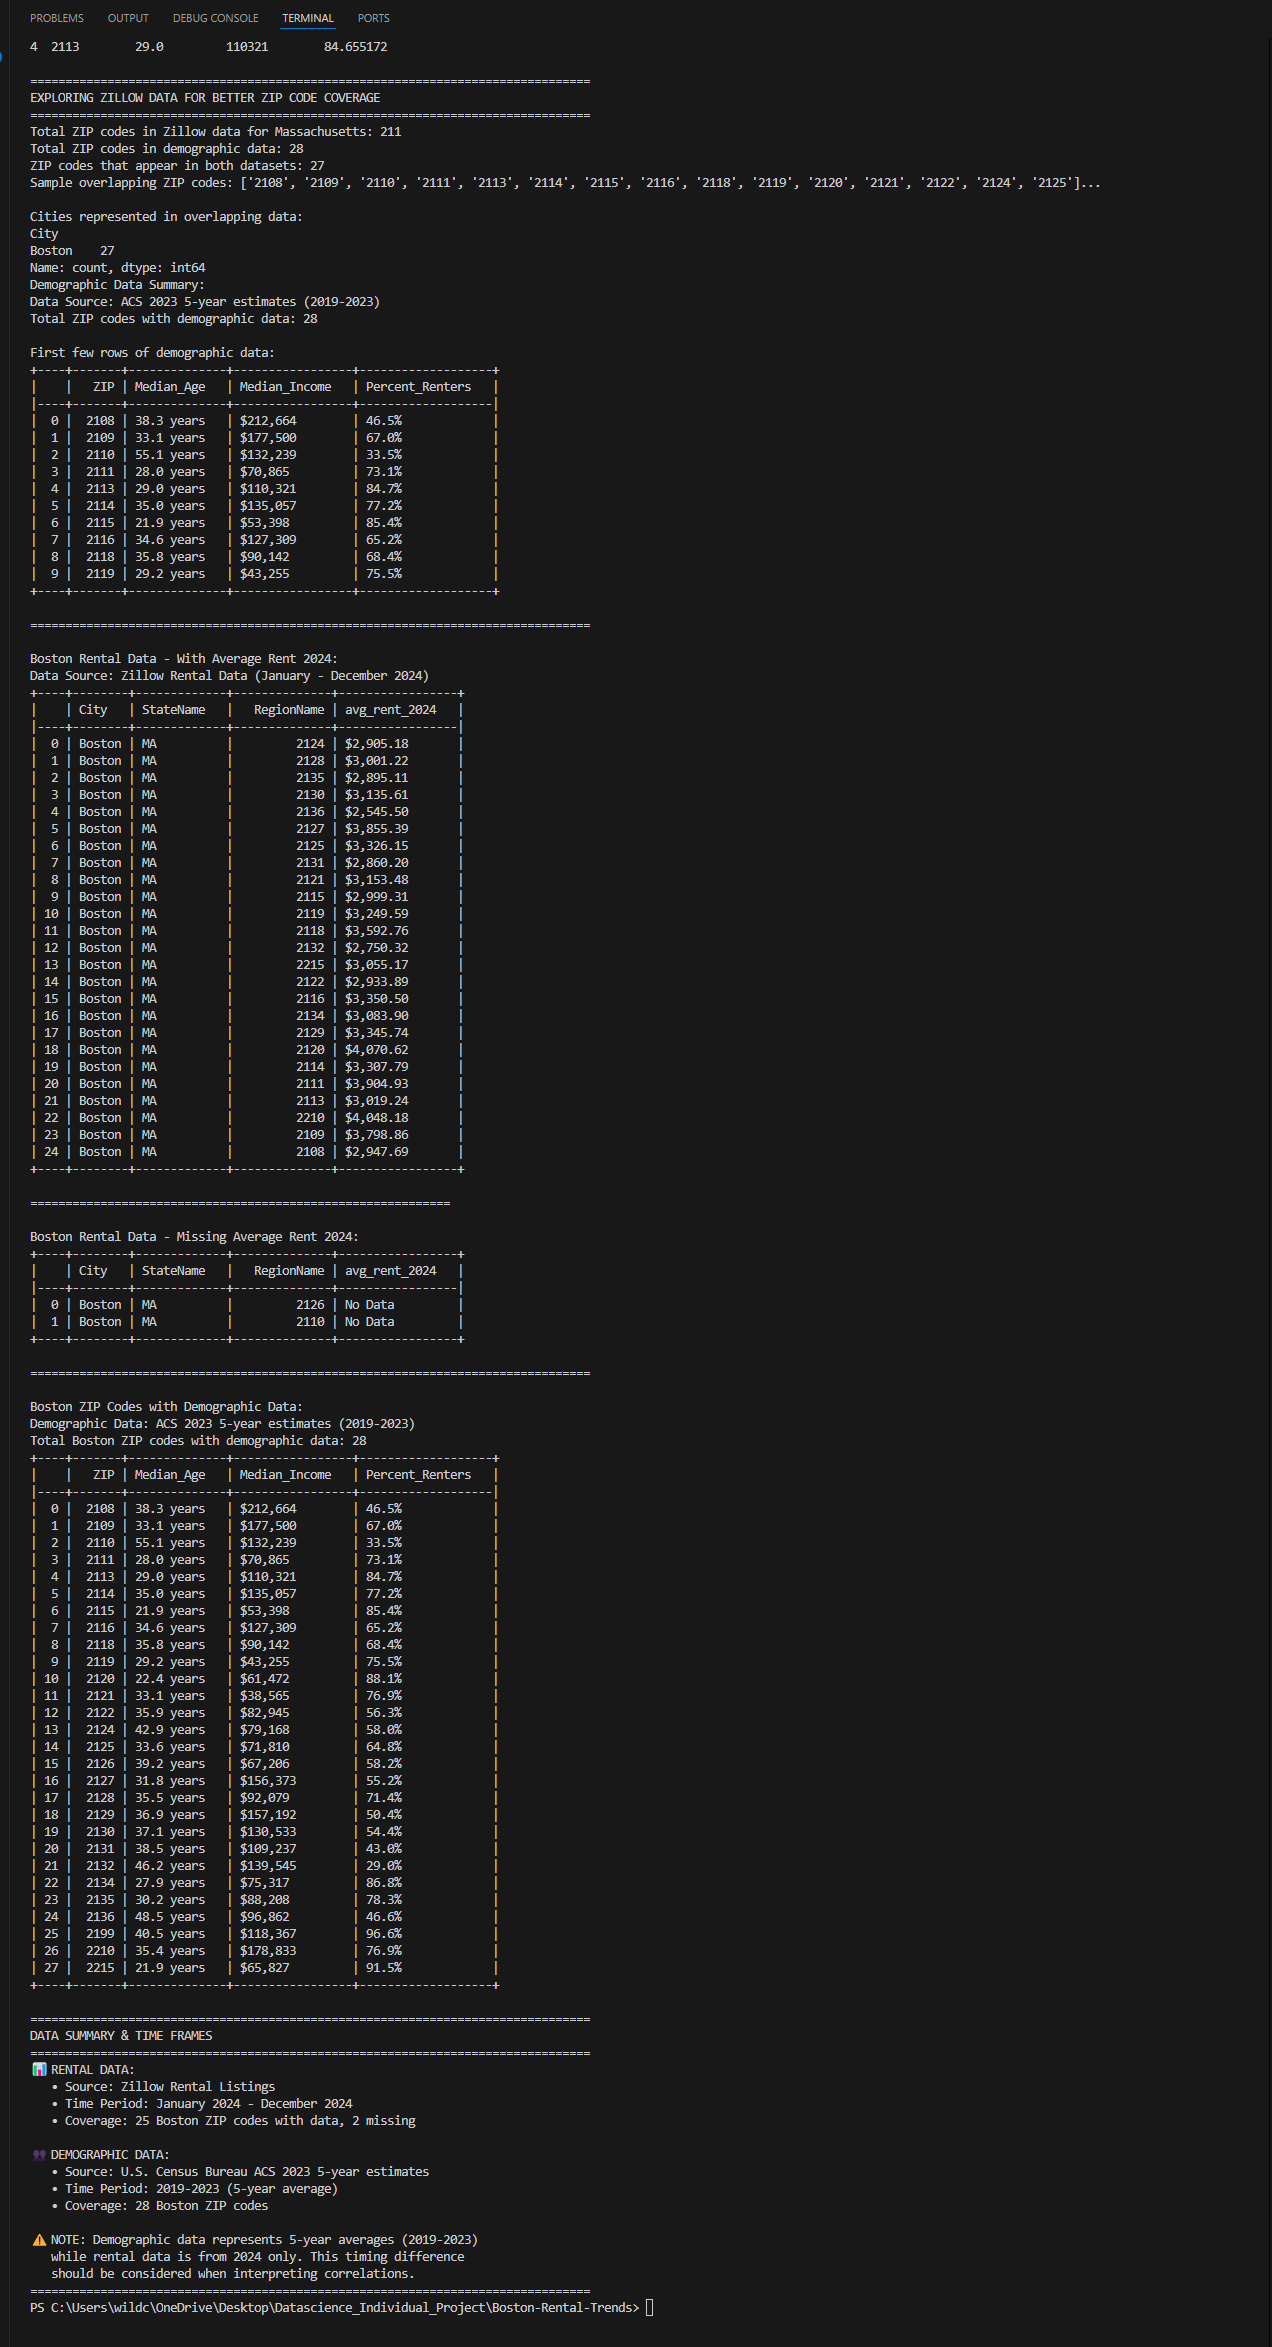 PROBLEMS OUTPUT DEBUG CONSOLE TERMINAL PORTS
4  2113        29.0         110321        84.655172

================================================================================
EXPLORING ZILLOW DATA FOR BETTER ZIP CODE COVERAGE
================================================================================
Total ZIP codes in Zillow data for Massachusetts: 211
Total ZIP codes in demographic data: 28
ZIP codes that appear in both datasets: 27
Sample overlapping ZIP codes: ['2108', '2109', '2110', '2111', '2113', '2114', '2115', '2116', '2118', '2119', '2120', '2121', '2122', '2124', '2125']...

Cities represented in overlapping data:
City
Boston    27
Name: count, dtype: int64
Demographic Data Summary:
Data Source: ACS 2023 5-year estimates (2019-2023)
Total ZIP codes with demographic data: 28

First few rows of demographic data:
+----+-------+--------------+-----------------+-------------------+
|    |   ZIP | Median_Age   | Median_Income   | Percent_Renters   |
|----+-------+--------------+-----------------+-------------------|
|  0 |  2108 | 38.3 years   | $212,664        | 46.5%             |
|  1 |  2109 | 33.1 years   | $177,500        | 67.0%             |
|  2 |  2110 | 55.1 years   | $132,239        | 33.5%             |
|  3 |  2111 | 28.0 years   | $70,865         | 73.1%             |
|  4 |  2113 | 29.0 years   | $110,321        | 84.7%             |
|  5 |  2114 | 35.0 years   | $135,057        | 77.2%             |
|  6 |  2115 | 21.9 years   | $53,398         | 85.4%             |
|  7 |  2116 | 34.6 years   | $127,309        | 65.2%             |
|  8 |  2118 | 35.8 years   | $90,142         | 68.4%             |
|  9 |  2119 | 29.2 years   | $43,255         | 75.5%             |
+----+-------+--------------+-----------------+-------------------+

================================================================================

Boston Rental Data - With Average Rent 2024:
Data Source: Zillow Rental Data (January - December 2024)
+----+--------+-------------+--------------+-----------------+
|    | City   | StateName   |   RegionName | avg_rent_2024   |
|----+--------+-------------+--------------+-----------------|
|  0 | Boston | MA          |         2124 | $2,905.18       |
|  1 | Boston | MA          |         2128 | $3,001.22       |
|  2 | Boston | MA          |         2135 | $2,895.11       |
|  3 | Boston | MA          |         2130 | $3,135.61       |
|  4 | Boston | MA          |         2136 | $2,545.50       |
|  5 | Boston | MA          |         2127 | $3,855.39       |
|  6 | Boston | MA          |         2125 | $3,326.15       |
|  7 | Boston | MA          |         2131 | $2,860.20       |
|  8 | Boston | MA          |         2121 | $3,153.48       |
|  9 | Boston | MA          |         2115 | $2,999.31       |
| 10 | Boston | MA          |         2119 | $3,249.59       |
| 11 | Boston | MA          |         2118 | $3,592.76       |
| 12 | Boston | MA          |         2132 | $2,750.32       |
| 13 | Boston | MA          |         2215 | $3,055.17       |
| 14 | Boston | MA          |         2122 | $2,933.89       |
| 15 | Boston | MA          |         2116 | $3,350.50       |
| 16 | Boston | MA          |         2134 | $3,083.90       |
| 17 | Boston | MA          |         2129 | $3,345.74       |
| 18 | Boston | MA          |         2120 | $4,070.62       |
| 19 | Boston | MA          |         2114 | $3,307.79       |
| 20 | Boston | MA          |         2111 | $3,904.93       |
| 21 | Boston | MA          |         2113 | $3,019.24       |
| 22 | Boston | MA          |         2210 | $4,048.18       |
| 23 | Boston | MA          |         2109 | $3,798.86       |
| 24 | Boston | MA          |         2108 | $2,947.69       |
+----+--------+-------------+--------------+-----------------+

============================================================

Boston Rental Data - Missing Average Rent 2024:
+----+--------+-------------+--------------+-----------------+
|    | City   | StateName   |   RegionName | avg_rent_2024   |
|----+--------+-------------+--------------+-----------------|
|  0 | Boston | MA          |         2126 | No Data         |
|  1 | Boston | MA          |         2110 | No Data         |
+----+--------+-------------+--------------+-----------------+

================================================================================

Boston ZIP Codes with Demographic Data:
Demographic Data: ACS 2023 5-year estimates (2019-2023)
Total Boston ZIP codes with demographic data: 28
+----+-------+--------------+-----------------+-------------------+
|    |   ZIP | Median_Age   | Median_Income   | Percent_Renters   |
|----+-------+--------------+-----------------+-------------------|
|  0 |  2108 | 38.3 years   | $212,664        | 46.5%             |
|  1 |  2109 | 33.1 years   | $177,500        | 67.0%             |
|  2 |  2110 | 55.1 years   | $132,239        | 33.5%             |
|  3 |  2111 | 28.0 years   | $70,865         | 73.1%             |
|  4 |  2113 | 29.0 years   | $110,321        | 84.7%             |
|  5 |  2114 | 35.0 years   | $135,057        | 77.2%             |
|  6 |  2115 | 21.9 years   | $53,398         | 85.4%             |
|  7 |  2116 | 34.6 years   | $127,309        | 65.2%             |
|  8 |  2118 | 35.8 years   | $90,142         | 68.4%             |
|  9 |  2119 | 29.2 years   | $43,255         | 75.5%             |
| 10 |  2120 | 22.4 years   | $61,472         | 88.1%             |
| 11 |  2121 | 33.1 years   | $38,565         | 76.9%             |
| 12 |  2122 | 35.9 years   | $82,945         | 56.3%             |
| 13 |  2124 | 42.9 years   | $79,168         | 58.0%             |
| 14 |  2125 | 33.6 years   | $71,810         | 64.8%             |
| 15 |  2126 | 39.2 years   | $67,206         | 58.2%             |
| 16 |  2127 | 31.8 years   | $156,373        | 55.2%             |
| 17 |  2128 | 35.5 years   | $92,079         | 71.4%             |
| 18 |  2129 | 36.9 years   | $157,192        | 50.4%             |
| 19 |  2130 | 37.1 years   | $130,533        | 54.4%             |
| 20 |  2131 | 38.5 years   | $109,237        | 43.0%             |
| 21 |  2132 | 46.2 years   | $139,545        | 29.0%             |
| 22 |  2134 | 27.9 years   | $75,317         | 86.8%             |
| 23 |  2135 | 30.2 years   | $88,208         | 78.3%             |
| 24 |  2136 | 48.5 years   | $96,862         | 46.6%             |
| 25 |  2199 | 40.5 years   | $118,367        | 96.6%             |
| 26 |  2210 | 35.4 years   | $178,833        | 76.9%             |
| 27 |  2215 | 21.9 years   | $65,827         | 91.5%             |
+----+-------+--------------+-----------------+-------------------+

================================================================================
DATA SUMMARY & TIME FRAMES
================================================================================
📊 RENTAL DATA:
   • Source: Zillow Rental Listings
   • Time Period: January 2024 - December 2024
   • Coverage: 25 Boston ZIP codes with data, 2 missing

👥 DEMOGRAPHIC DATA:
   • Source: U.S. Census Bureau ACS 2023 5-year estimates
   • Time Period: 2019-2023 (5-year average)
   • Coverage: 28 Boston ZIP codes

⚠️ NOTE: Demographic data represents 5-year averages (2019-2023)
   while rental data is from 2024 only. This timing difference
   should be considered when interpreting correlations.
================================================================================
PS C:\Users\wildc\OneDrive\Desktop\Datascience_Individual_Project\Boston-Rental-Trends>